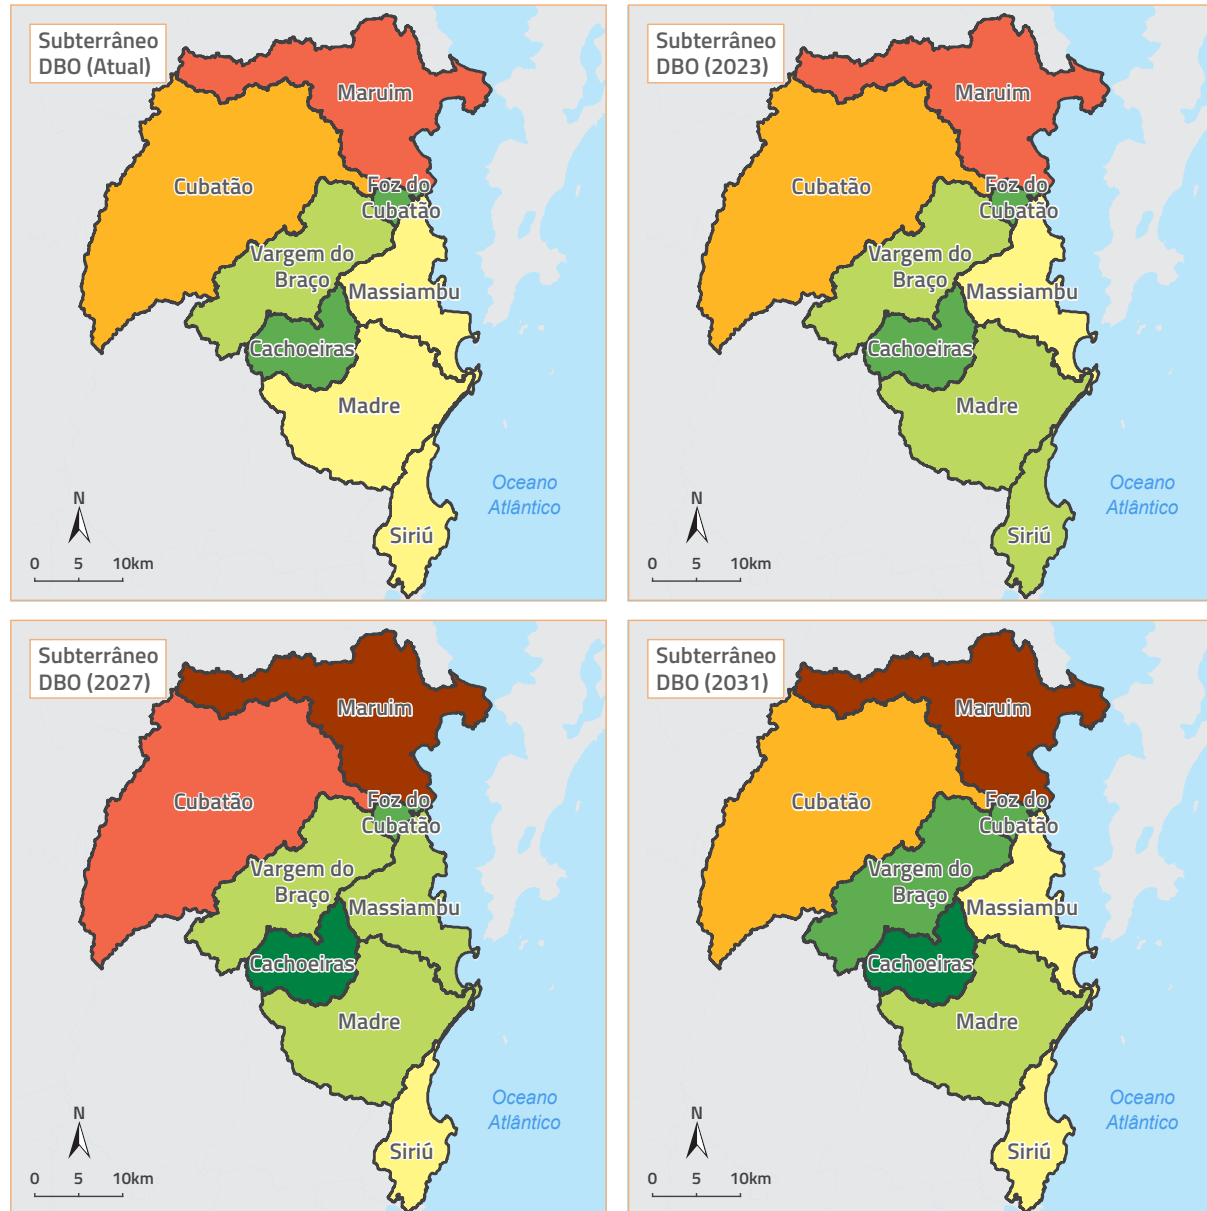 Subterrâneo
DBO (Atual)
Maruim
Cubatão
Foz do
Cubatão
Vargem do
Braço
Massiambu
Cachoeiras
Madre
Oceano
Atlântico
Siriú
N
0 5 10km
Subterrâneo
DBO (2023)
Maruim
Cubatão
Foz do
Cubatão
Vargem do
Braço
Massiambu
Cachoeiras
Madre
Oceano
Atlântico
Siriú
N
0 5 10km
Subterrâneo
DBO (2027)
Maruim
Cubatão
Foz do
Cubatão
Vargem do
Braço
Massiambu
Cachoeiras
Madre
Oceano
Atlântico
Siriú
N
0 5 10km
Subterrâneo
DBO (2031)
Maruim
Cubatão
Foz do
Cubatão
Vargem do
Braço
Massiambu
Cachoeiras
Madre
Oceano
Atlântico
Siriú
N
0 5 10km